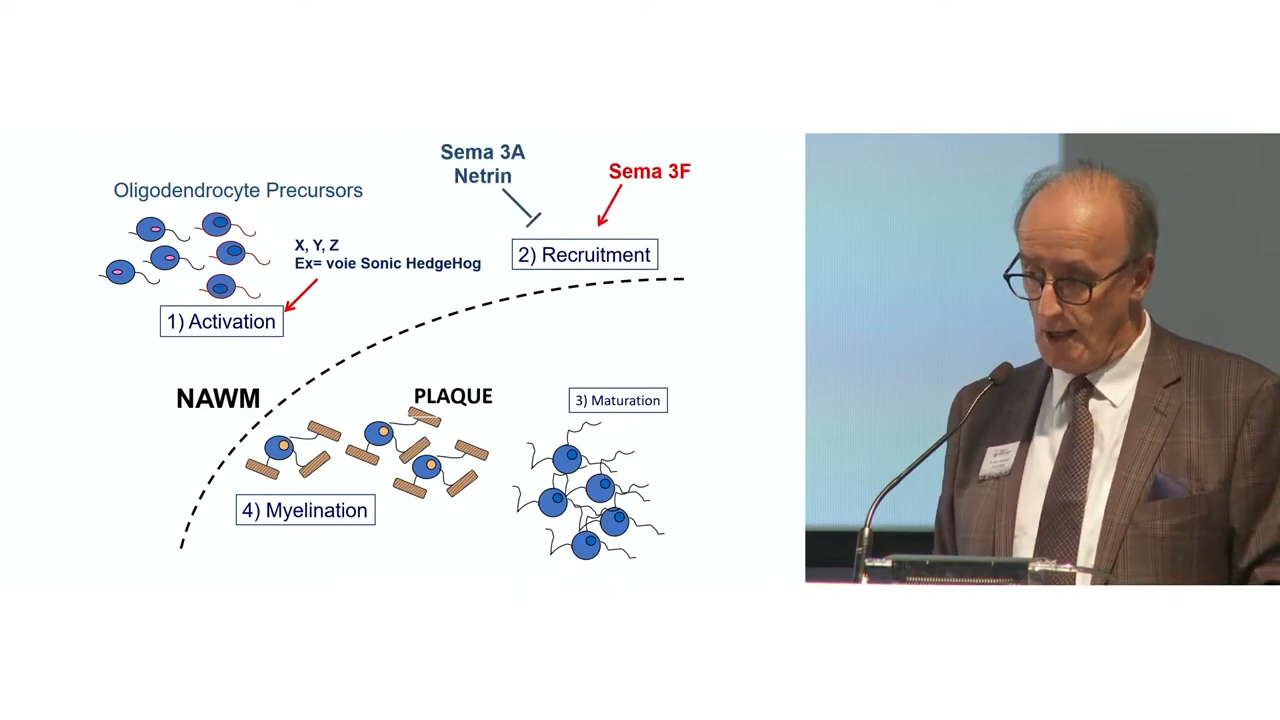 Sema 3A
Netrin
Sema 3F
Oligodendrocyte Precursors
X, Y, Z
Ex= voie Sonic HedgeHog
2) Recruitment
1) Activation
NAWM
PLAQUE
3) Maturation
4) Myelination